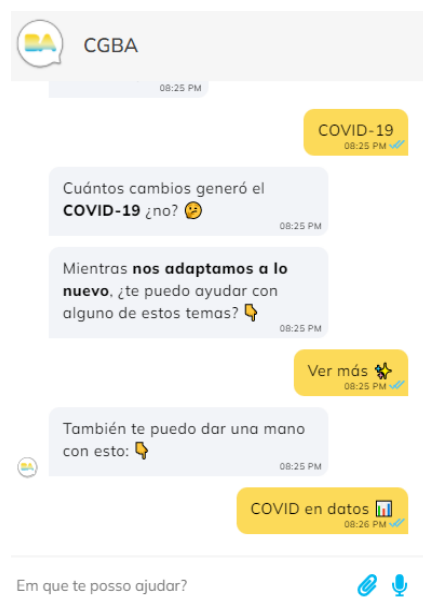 BA
CGBA
08:25 PM
COVID-19
08:25 PM
Cuántos cambios generó el
COVID-19 ¿no? 🤔
08:25 PM
Mientras nos adaptamos a lo
nuevo, ¿te puedo ayudar con
alguno de estos temas? 👇
08:25 PM
Ver más ✨
08:25 PM
También te puedo dar una mano
con esto: 👇
08:25 PM
BA
COVID en datos 📊
08:26 PM
Em que te posso ajudar?